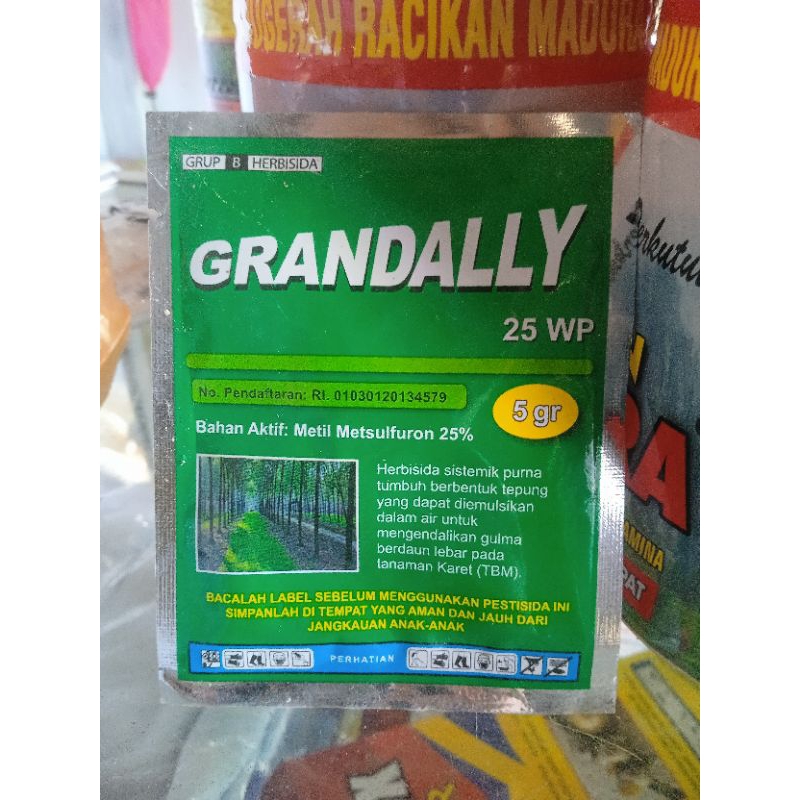 UGERAH RACIKAN MADURA
GRUP B HERBISIDA
GRANDALLY
25 WP
No. Pendaftaran: RI. 01030120134579
5 gr
Bahan Aktif: Metil Metsulfuron 25%
Herbisida sistemik purna
tumbuh berbentuk tepung
yang dapat diemulsikan
dalam air untuk
mengendalikan gulma
berdaun lebar pada
tanaman Karet (TBM).
BACALAH LABEL SEBELUM MENGGUNAKAN PESTISIDA INI
SIMPANLAH DI TEMPAT YANG AMAN DAN JAUH DARI
JANGKAUAN ANAK-ANAK
PERHATIAN